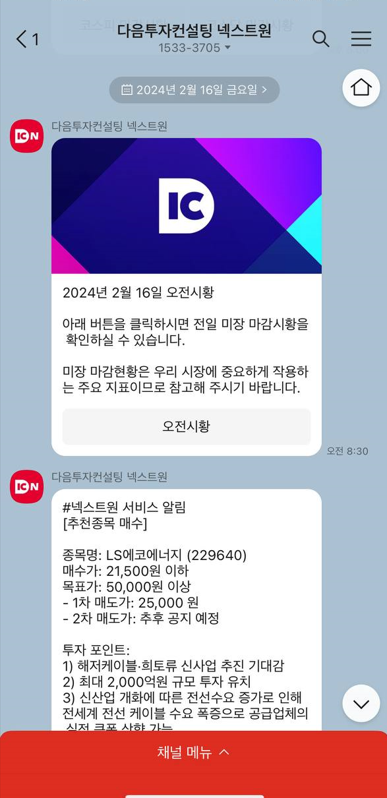 1
다음투자컨설팅 넥스트원
1533-3705
2024년 2월 16일 금요일
다음투자컨설팅 넥스트원
IC N
IC
2024년 2월 16일 오전시황
아래 버튼을 클릭하시면 전일 미장 마감시황을
확인하실 수 있습니다.
미장 마감현황은 우리 시장에 중요하게 작용하
는 주요 지표이므로 참고해 주시기 바랍니다.
오전시황
오전 8:30
다음투자컨설팅 넥스트원
IC N
#넥스트원 서비스 알림
[추천종목 매수]
종목명: LS에코에너지 (229640)
매수가: 21,500원 이하
목표가: 50,000원 이상
- 1차 매도가: 25,000 원
- 2차 매도가: 추후 공지 예정
투자 포인트:
1) 해저케이블·희토류 신사업 추진 기대감
2) 최대 2,000억원 규모 투자 유치
3) 신산업 개화에 따른 전선수요 증가로 인해
전세계 전선 케이블 수요 폭증으로 공급업체의
실적 큰폭 상향 가능
채널 메뉴